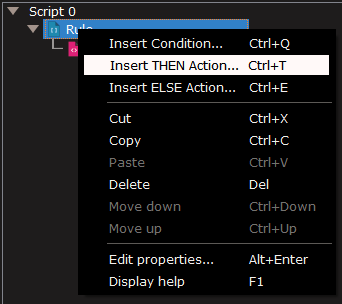 Script 0
Rule
Insert Condition... Ctrl+Q
Insert THEN Action... Ctrl+T
Insert ELSE Action... Ctrl+E
Cut Ctrl+X
Copy Ctrl+C
Paste Ctrl+V
Delete Del
Move down Ctrl+Down
Move up Ctrl+Up
Edit properties... Alt+Enter
Display help F1